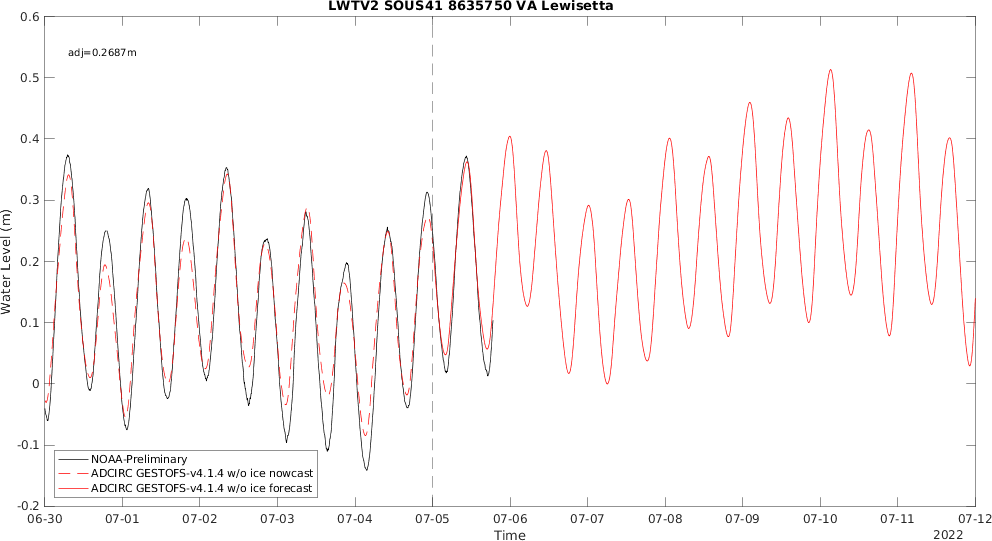 LWTV2 SOUS41 8635750 VA Lewisetta
adj=0.2687m
0.6
0.5
0.4
0.3
0.2
0.1
0
-0.1
-0.2
Water Level (m)
NOAA-Preliminary
ADCIRC GESTOFS-v4.1.4 w/o ice nowcast
ADCIRC GESTOFS-v4.1.4 w/o ice forecast
06-30 07-01 07-02 07-03 07-04 07-05 07-06 07-07 07-08 07-09 07-10 07-11 07-12
Time
2022